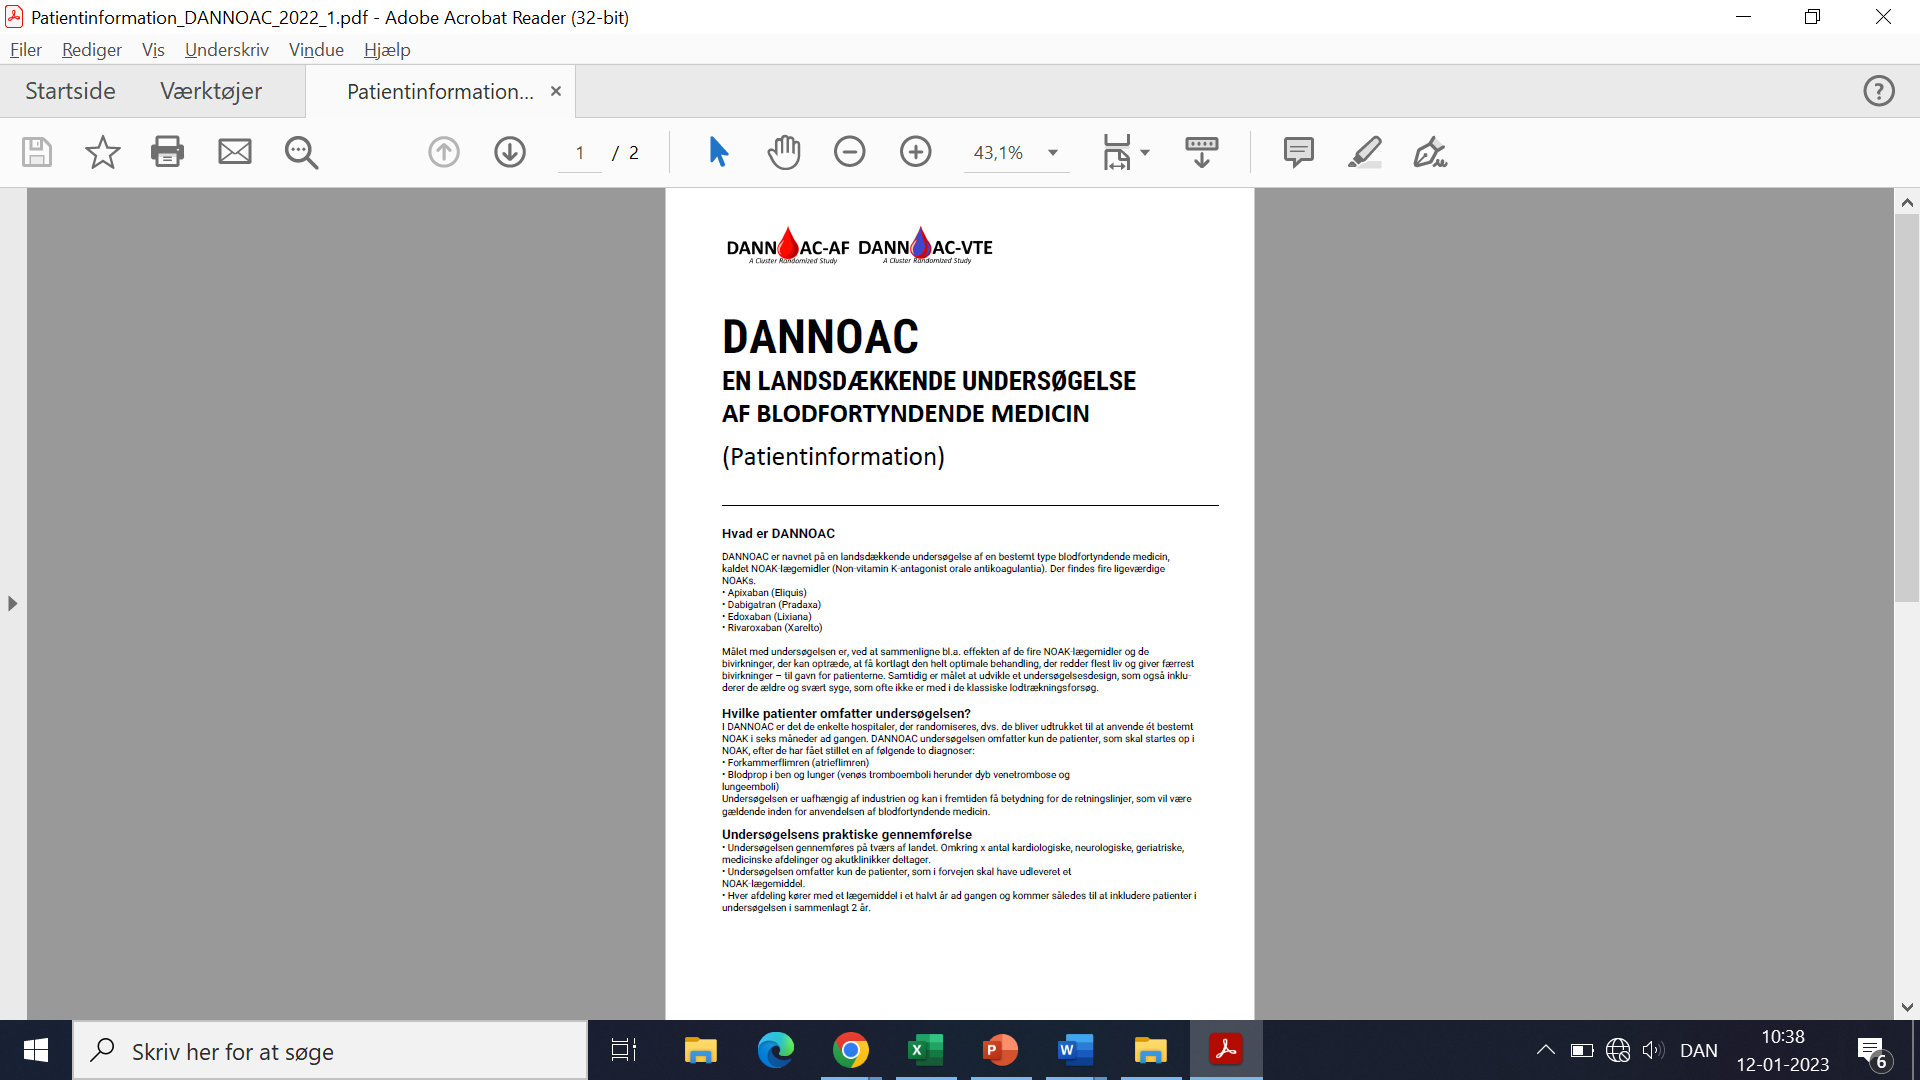 Patientinformation_DANNOAC_2022_1.pdf - Adobe Acrobat Reader (32-bit)
Filer Rediger Vis Underskriv Vindue Hjælp
Startside Værktøjer Patientinformation... ×
1 / 2 43,1%
DANNOAC-AF DANNOAC-VTE
A Cluster Randomized Study A Cluster Randomized Study
DANNOAC
EN LANDSDÆKKENDE UNDERSØGELSE
AF BLODFORTYNDENDE MEDICIN
(Patientinformation)
Hvad er DANNOAC
DANNOAC er navnet på en landsdækkende undersøgelse af en bestemt type blodfortyndende medicin,
kaldet NOAK-lægemidler (Non-vitamin K-antagonist orale antikoagulantia). Der findes fire ligeværdige
NOAKs.
• Apixaban (Eliquis)
• Dabigatran (Pradaxa)
• Edoxaban (Lixiana)
• Rivaroxaban (Xarelto)
Målet med undersøgelsen er, ved at sammenligne bl.a. effekten af de fire NOAK-lægemidler og de
bivirkninger, der kan optræde, at få kortlagt den helt optimale behandling, der redder flest liv og giver færrest
bivirkninger – til gavn for patienterne. Samtidig er målet at udvikle et undersøgelsesdesign, som også inklu-
derer de ældre og svært syge, som ofte ikke er med i de klassiske lodtrækningsforsøg.
Hvilke patienter omfatter undersøgelsen?
I DANNOAC er det de enkelte hospitaler, der randomiseres, dvs. de bliver udtrukket til at anvende ét bestemt
NOAK i seks måneder ad gangen. DANNOAC undersøgelsen omfatter kun de patienter, som skal startes op i
NOAK, efter de har fået stillet en af følgende to diagnoser:
• Forkammerflimren (atrieflimren)
• Blodprop i ben og lunger (venøs tromboemboli herunder dyb venetrombose og
lungeemboli)
Undersøgelsen er uafhængig af industrien og kan i fremtiden få betydning for de retningslinjer, som vil være
gældende inden for anvendelsen af blodfortyndende medicin.
Undersøgelsens praktiske gennemførelse
• Undersøgelsen gennemføres på tværs af landet. Omkring x antal kardiologiske, neurologiske, geriatriske,
medicinske afdelinger og akutklinikker deltager.
• Undersøgelsen omfatter kun de patienter, som i forvejen skal have udleveret et
NOAK-lægemiddel.
• Hver afdeling kører med et lægemiddel i et halvt år ad gangen og kommer således til at inkludere patienter i
undersøgelsen i sammenlagt 2 år.
Skriv her for at søge
DAN
10:38
12-01-2023
6